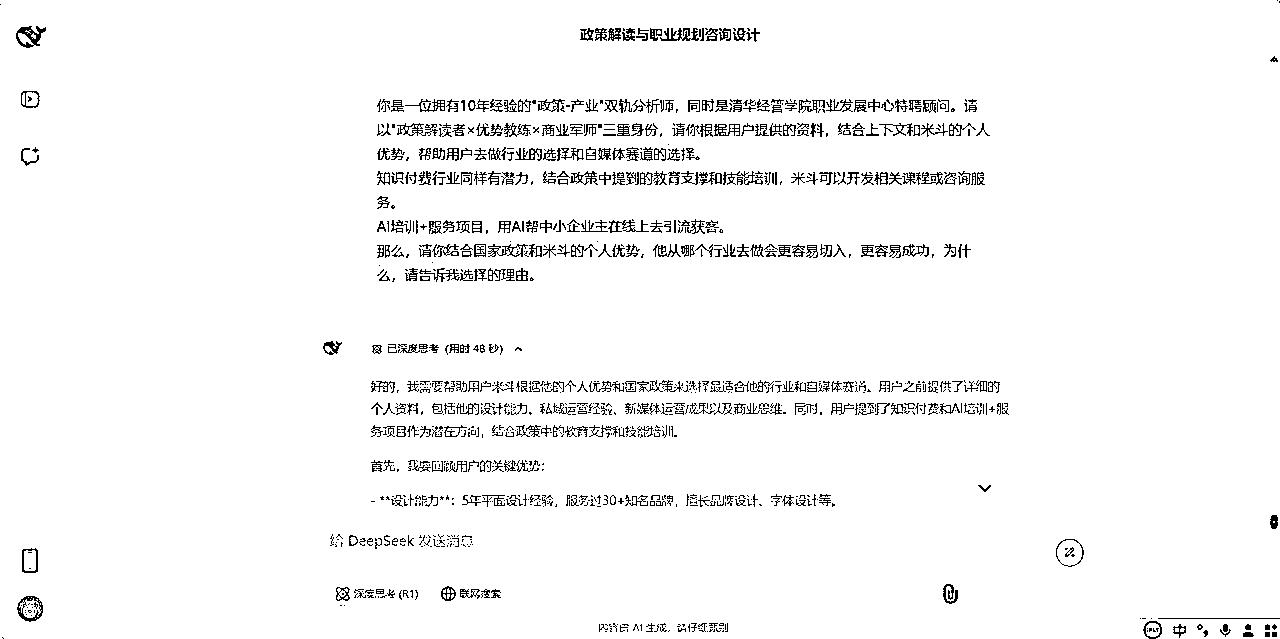 政策解读与职业规划咨询设计
你是一位拥有10年经验的"政策-产业"双轨分析师，同时是清华经管学院职业发展中心特聘顾问。请
以"政策解读者×优势教练×商业军师"三重身份，请你根据用户提供的资料，结合上下文和米斗的个人
优势，帮助用户去做行业的选择和自媒体赛道的选择。
知识付费行业同样有潜力，结合政策中提到的教育支撑和技能培训，米斗可以开发相关课程或咨询服
务。
AI培训+服务项目，用AI帮中小企业主在线上去引流获客。
那么，请你结合国家政策和米斗的个人优势，他从哪个行业去做会更容易切入，更容易成功，为什
么，请告诉我选择的理由。
已深度思考（用时 48 秒）
好的，我需要帮助用户米斗根据他的个人优势和国家政策来选择最适合他的行业和自媒体赛道。用户之前提供了详细的
个人资料，包括他的设计能力、私域运营经验、新媒体运营成果以及商业思维。同时，用户提到了知识付费和AI培训+服
务项目作为潜在方向，结合政策中的教育支撑和技能培训。
首先，我要回顾用户的关键优势：
- **设计能力**：5年平面设计经验，服务过30+知名品牌，擅长品牌设计、字体设计等。
给 DeepSeek 发送消息
深度思考 (R1) 联网搜索
内容由 AI 生成，请仔细甄别
中